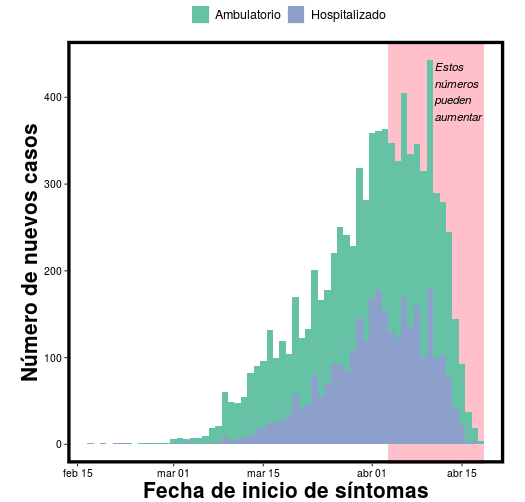 Ambulatorio Hospitalizado
Estos
números
pueden
aumentar
400
300
200
100
0
Número de nuevos casos
feb 15 mar 01 mar 15 abr 01 abr 15
Fecha de inicio de síntomas